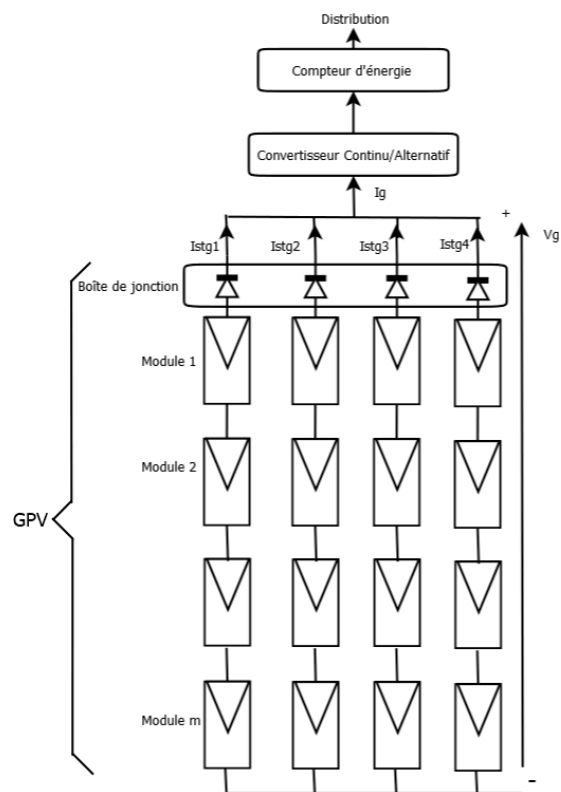 Distribution
Compteur d'énergie
Convertisseur Continu/Alternatif
Ig
+
Istg1 Istg2 Istg3 Istg4
Vg
Boîte de jonction
Module 1
Module 2
GPV
Module m
-